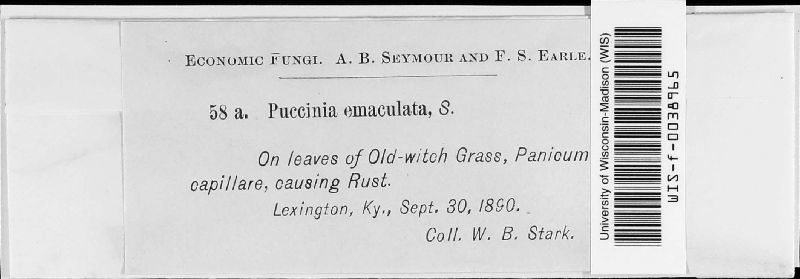 ECONOMIC FUNGI. A. B. SEYMOUR AND F. S. EARLE.
58 a. Puccinia emaculata, S.
On leaves of Old-witch Grass, Panicum
capillare, causing Rust.
Lexington, Ky., Sept. 30, 1890.
Coll. W. B. Stark.
University of Wisconsin-Madison (WIS)
WIS-f-0038965